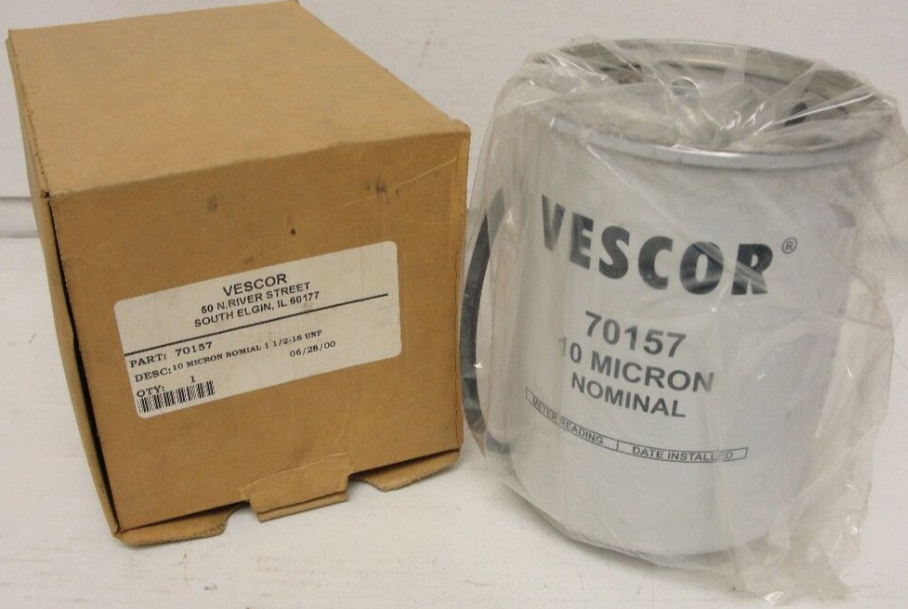 VESCOR
50 N.RIVER STREET
SOUTH ELGIN, IL 60177
PART: 70157
DESC:10 MICRON NOMIAL 1 1/2-16 UNF
06/28/00
QTY: 1
VESCOR®
70157
10 MICRON
NOMINAL
METER READING DATE INSTALLED